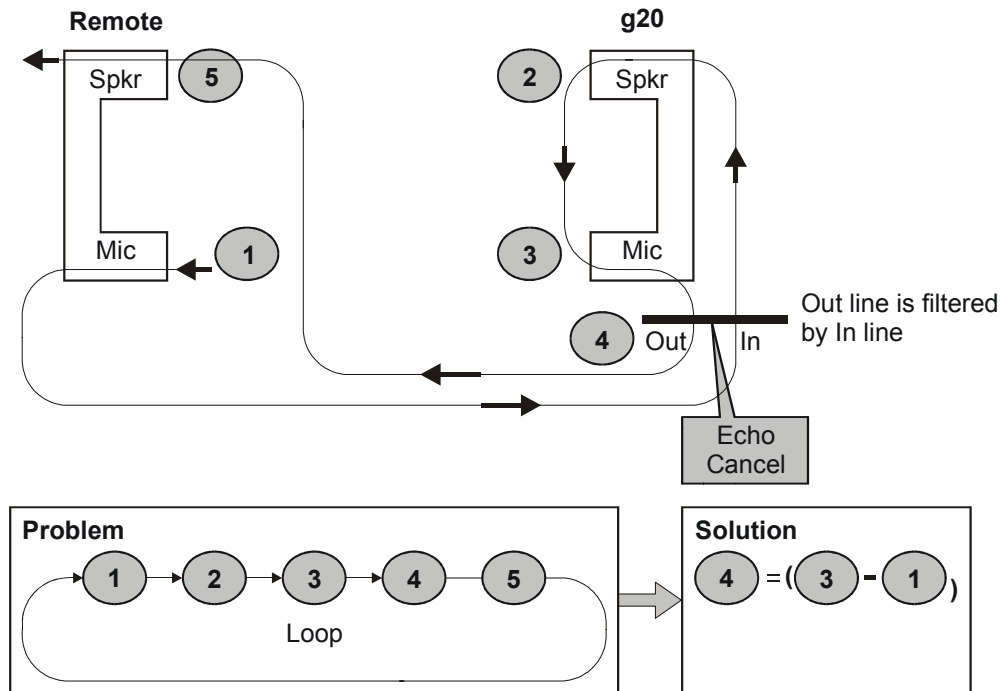 Remote
g20
Spkr
5
2
Spkr
Mic
1
3
Mic
4
Out
In
Out line is filtered
by In line
Echo
Cancel
Problem
1
2
3
4
5
Loop
Solution
4 = ( 3 - 1 )